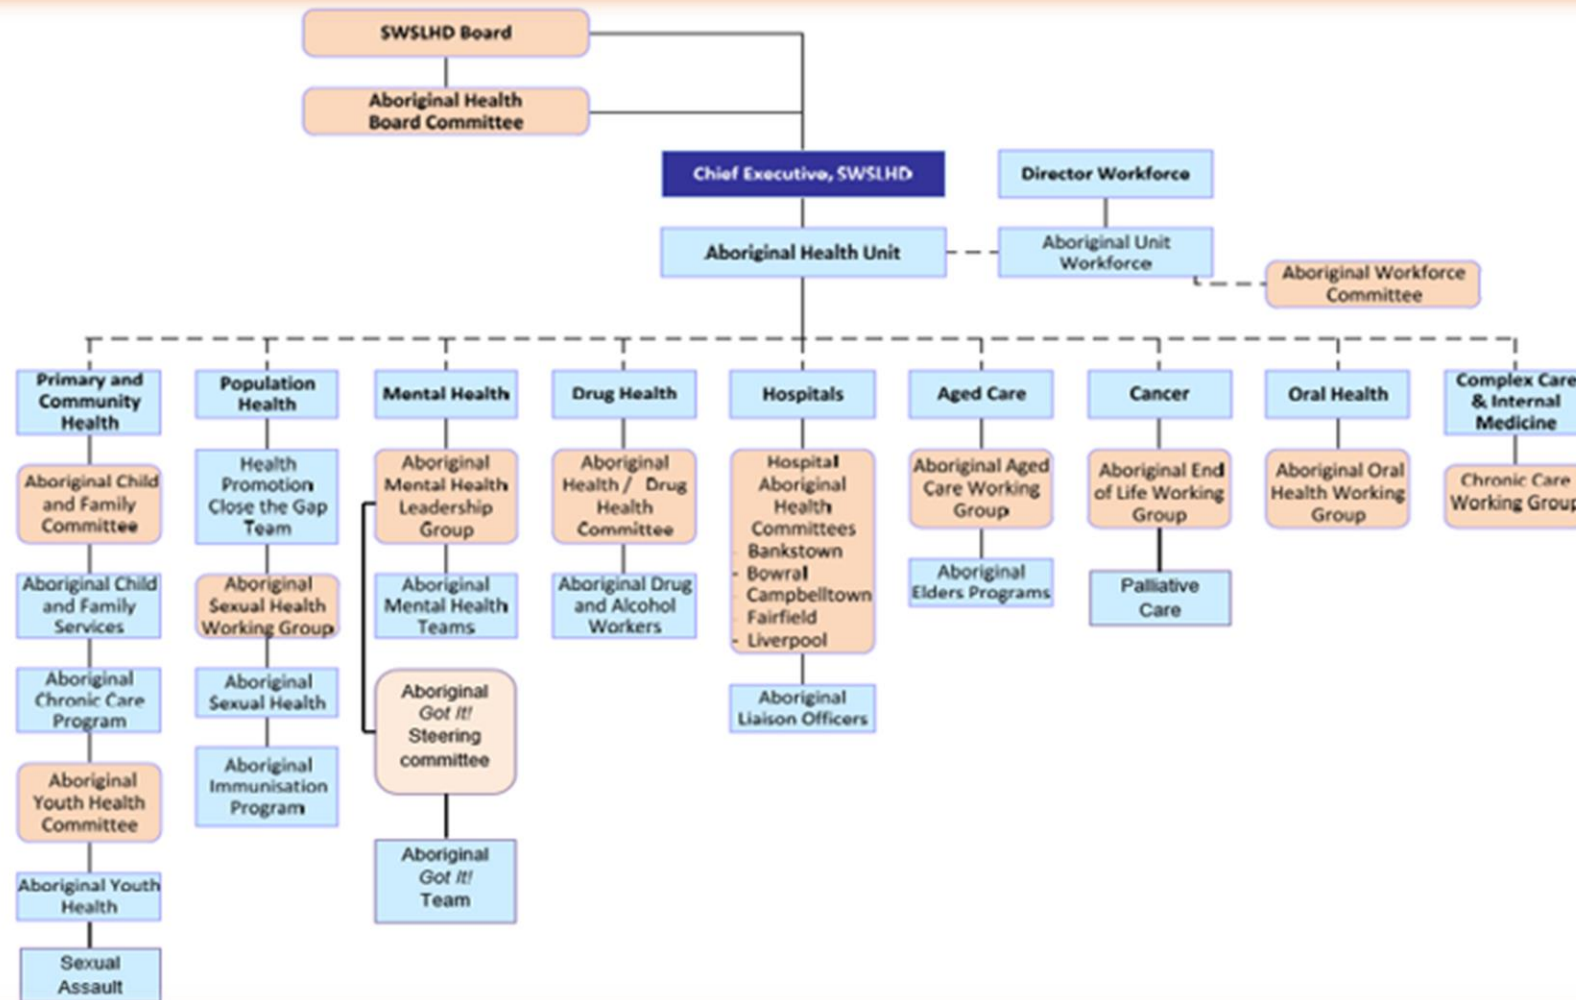 SWSLHD Board
Aboriginal Health
Board Committee
Chief Executive, SWSLHD
Director Workforce
Aboriginal Health Unit
Aboriginal Unit
Workforce
Aboriginal Workforce
Committee
Primary and
Community
Health
Aboriginal Child
and Family
Committee
Aboriginal Child
and Family
Services
Aboriginal
Chronic Care
Program
Aboriginal
Youth Health
Committee
Aboriginal Youth
Health
Sexual
Assault
Population
Health
Health
Promotion
Close the Gap
Team
Aboriginal
Sexual Health
Working Group
Aboriginal
Sexual Health
Aboriginal
Immunisation
Program
Mental Health
Aboriginal
Mental Health
Leadership
Group
Aboriginal
Mental Health
Teams
Aboriginal
Got It!
Steering
committee
Aboriginal
Got It!
Team
Drug Health
Aboriginal
Health / Drug
Health
Committee
Aboriginal Drug
and Alcohol
Workers
Hospitals
Hospital
Aboriginal
Health
Committees
- Bankstown
- Bowral
- Campbelltown
- Fairfield
- Liverpool
Aboriginal
Liaison Officers
Aged Care
Aboriginal Aged
Care Working
Group
Aboriginal
Elders Programs
Cancer
Aboriginal End
of Life Working
Group
Palliative
Care
Oral Health
Aboriginal Oral
Health Working
Group
Complex Care
& Internal
Medicine
Chronic Care
Working Group